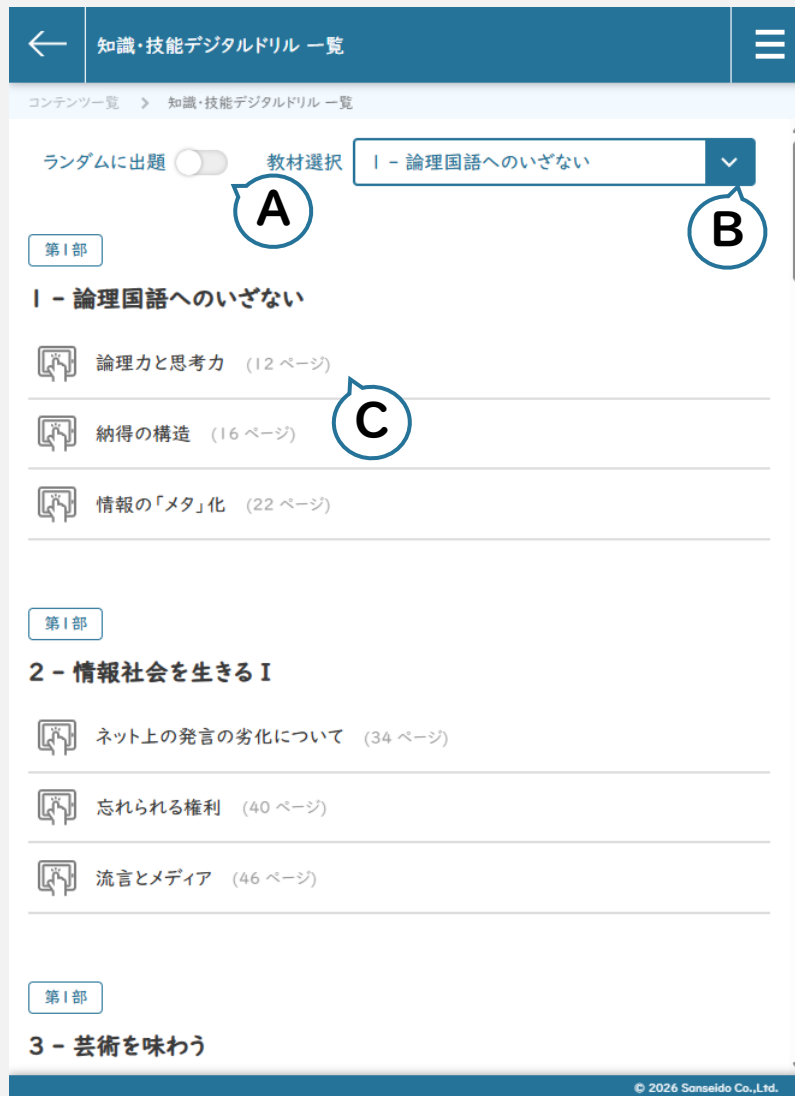 知識・技能デジタルドリル 一覧
コンテンツ一覧 > 知識・技能デジタルドリル 一覧
ランダムに出題 教材選択 1 - 論理国語へのいざない
A
B
第1部
1 - 論理国語へのいざない
論理力と思考力 (12 ページ)
C
納得の構造 (16 ページ)
情報の「メタ」化 (22 ページ)
第1部
2 - 情報社会を生きる I
ネット上の発言の劣化について (34 ページ)
忘れられる権利 (40 ページ)
流言とメディア (46 ページ)
第1部
3 - 芸術を味わう
© 2026 Sanseido Co.,Ltd.